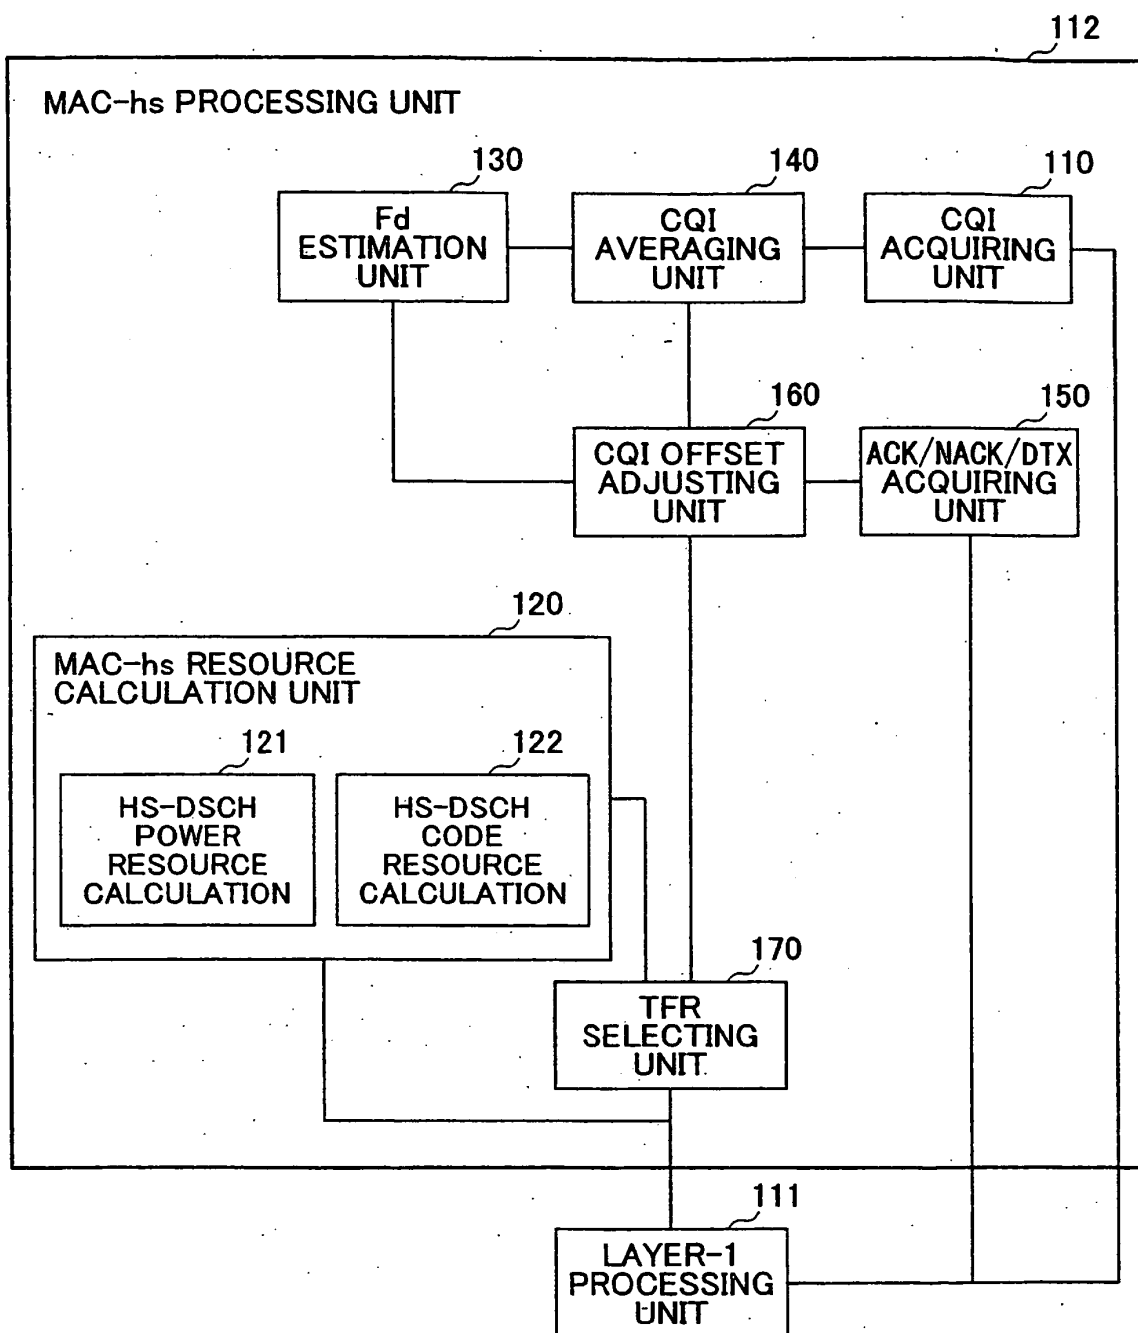 112
MAC-hs PROCESSING UNIT
130
140
110
Fd
ESTIMATION
UNIT
CQI
AVERAGING
UNIT
CQI
ACQUIRING
UNIT
160
150
CQI OFFSET
ADJUSTING
UNIT
ACK/NACK/DTX
ACQUIRING
UNIT
120
MAC-hs RESOURCE
CALCULATION UNIT
121
122
HS-DSCH
POWER
RESOURCE
CALCULATION
HS-DSCH
CODE
RESOURCE
CALCULATION
170
TFR
SELECTING
UNIT
111
LAYER-1
PROCESSING
UNIT